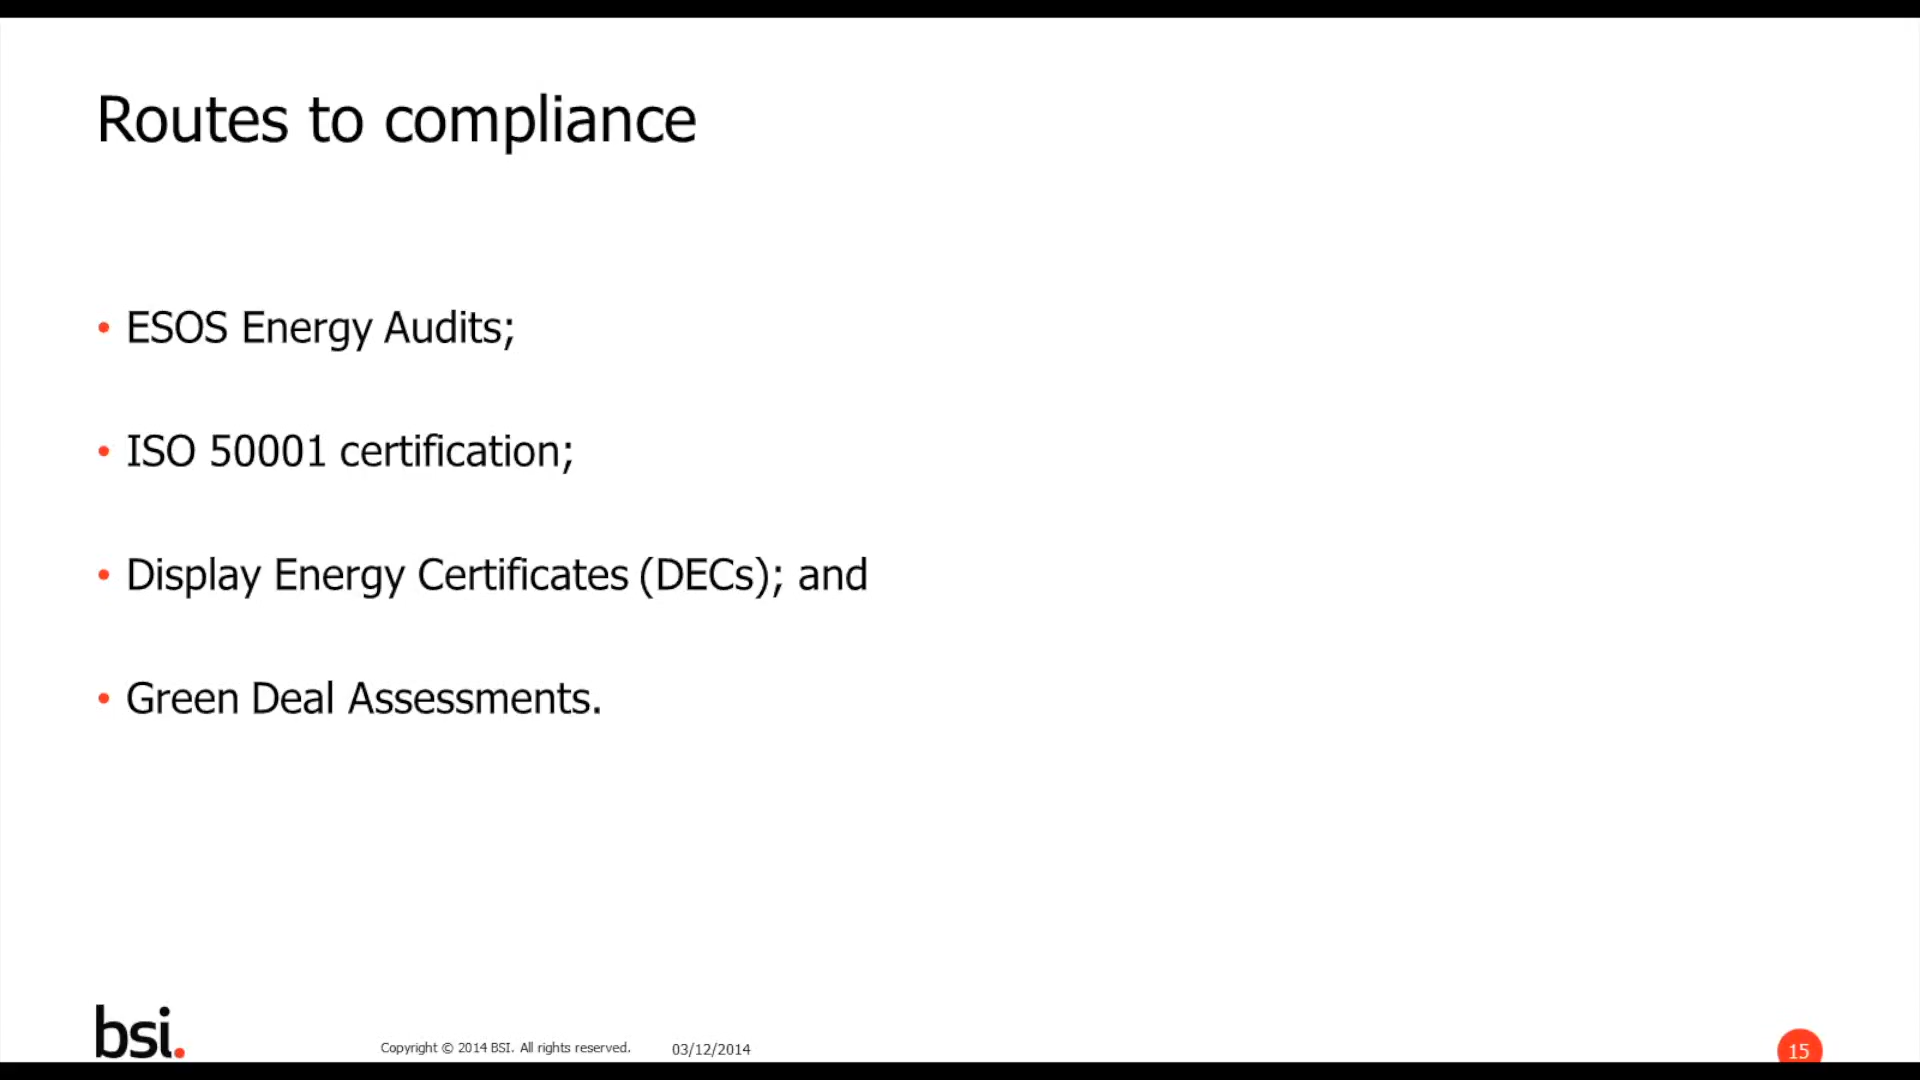 Routes to compliance
• ESOS Energy Audits;
• ISO 50001 certification;
• Display Energy Certificates (DECs); and
• Green Deal Assessments.
bsi.
Copyright © 2014 BSI. All rights reserved.
03/12/2014
15